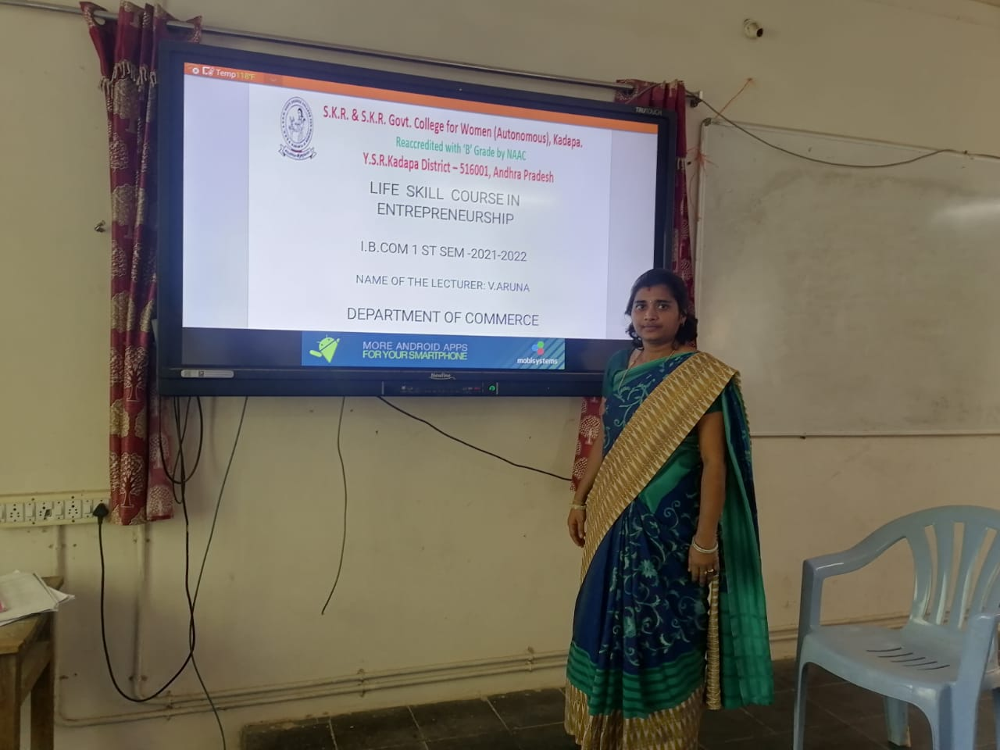 Temp118°F
TRUTOUCH
S.K.R. & S.K.R. Govt. College for Women (Autonomous), Kadapa.
Reaccredited with 'B' Grade by NAAC
Y.S.R.Kadapa District – 516001, Andhra Pradesh
LIFE SKILL COURSE IN
ENTREPRENEURSHIP
I.B.COM 1 ST SEM -2021-2022
NAME OF THE LECTURER: V.ARUNA
DEPARTMENT OF COMMERCE
MORE ANDROID APPS
FOR YOUR SMARTPHONE
mobisystems
Newline